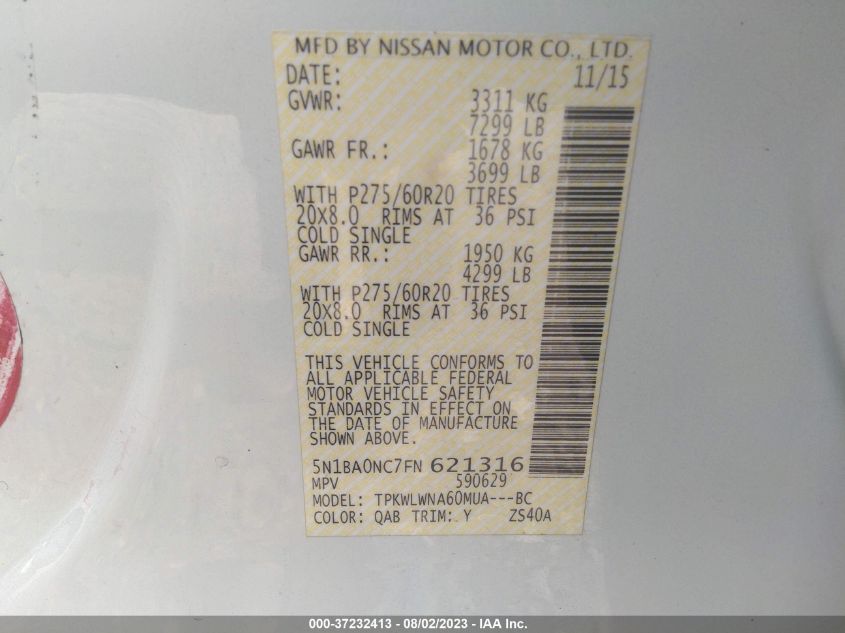 MFD BY NISSAN MOTOR CO., LTD.
DATE: 11/15
GVWR: 3311 KG
7299 LB
GAWR FR.: 1678 KG
3699 LB
WITH P275/60R20 TIRES
20X8.0 RIMS AT 36 PSI
COLD SINGLE
GAWR RR.: 1950 KG
4299 LB
WITH P275/60R20 TIRES
20X8.0 RIMS AT 36 PSI
COLD SINGLE
THIS VEHICLE CONFORMS TO
ALL APPLICABLE FEDERAL
MOTOR VEHICLE SAFETY
STANDARDS IN EFFECT ON
THE DATE OF MANUFACTURE
SHOWN ABOVE.
5N1BA0NC7FN 621316
MPV 590629
MODEL: TPKWLWNA60MUA---BC
COLOR: QAB TRIM: Y ZS40A
000-37232413 - 08/02/2023 - IAA Inc.